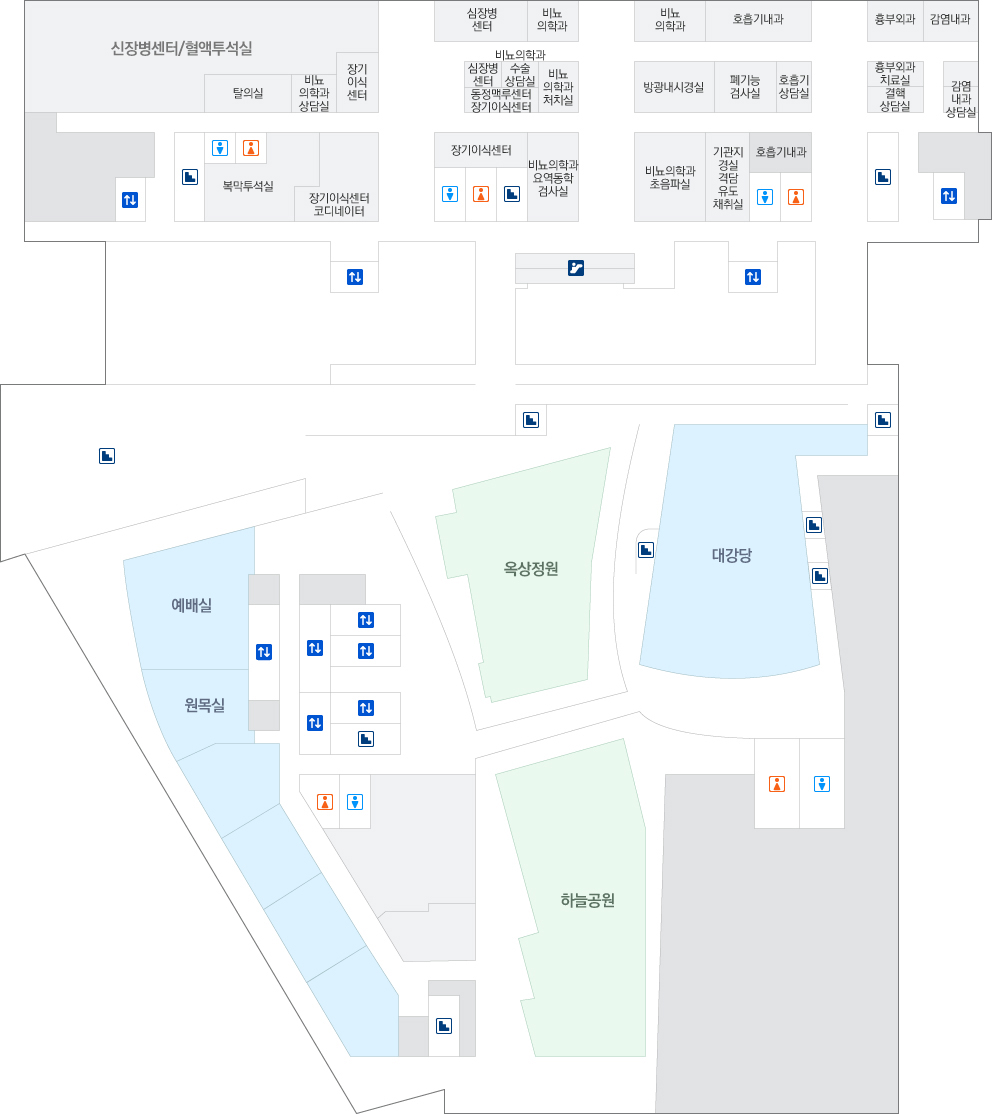 심장병
센터
비뇨
의학과
비뇨
의학과
호흡기내과
흉부외과
감염내과
신장병센터/혈액투석실
탈의실
비뇨
의학과
상담실
장기
이식
센터
비뇨의학과
심장병
센터
수술
상담실
동정맥루센터
장기이식센터
비뇨
의학과
처치실
방광내시경실
폐기능
검사실
호흡기
상담실
흉부외과
치료실
결핵
상담실
감염
내과
상담실
복막투석실
장기이식센터
코디네이터
장기이식센터
비뇨의학과
요역동학
검사실
비뇨의학과
초음파실
기관지
경실
격담
유도
채취실
호흡기내과
옥상정원
대강당
예배실
원목실
하늘공원